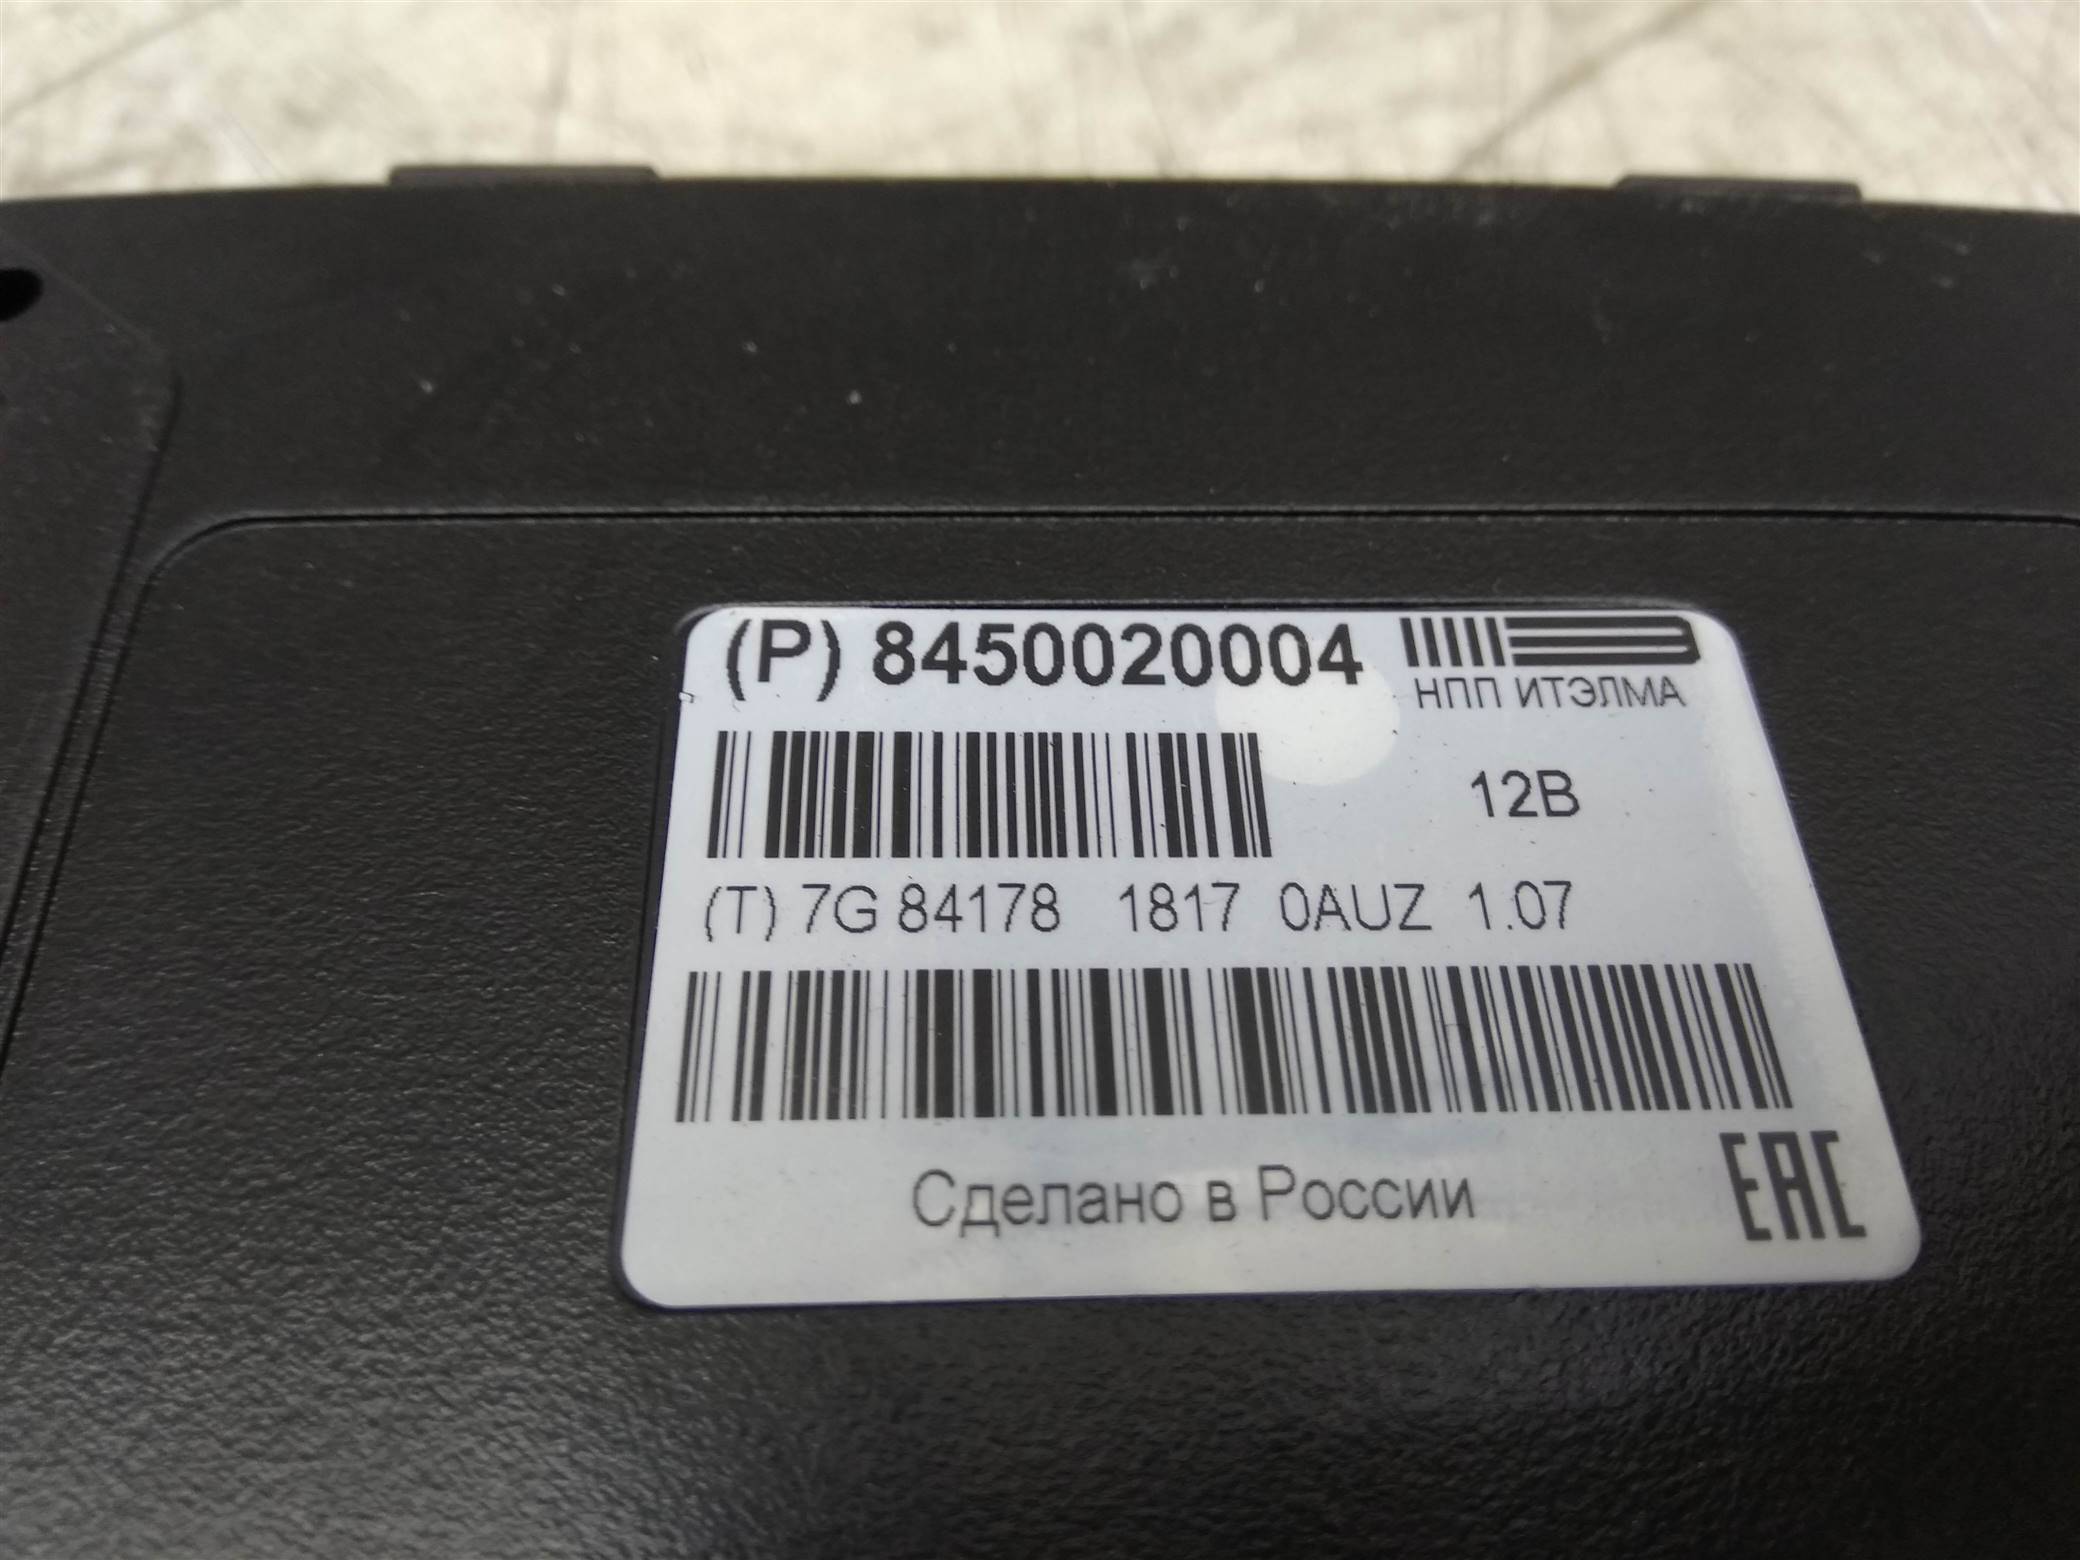 (P) 8450020004
НПП ИТЭЛМА
12В
(T) 7G 84178 1817 0AUZ 1.07
Сделано в России
EAC